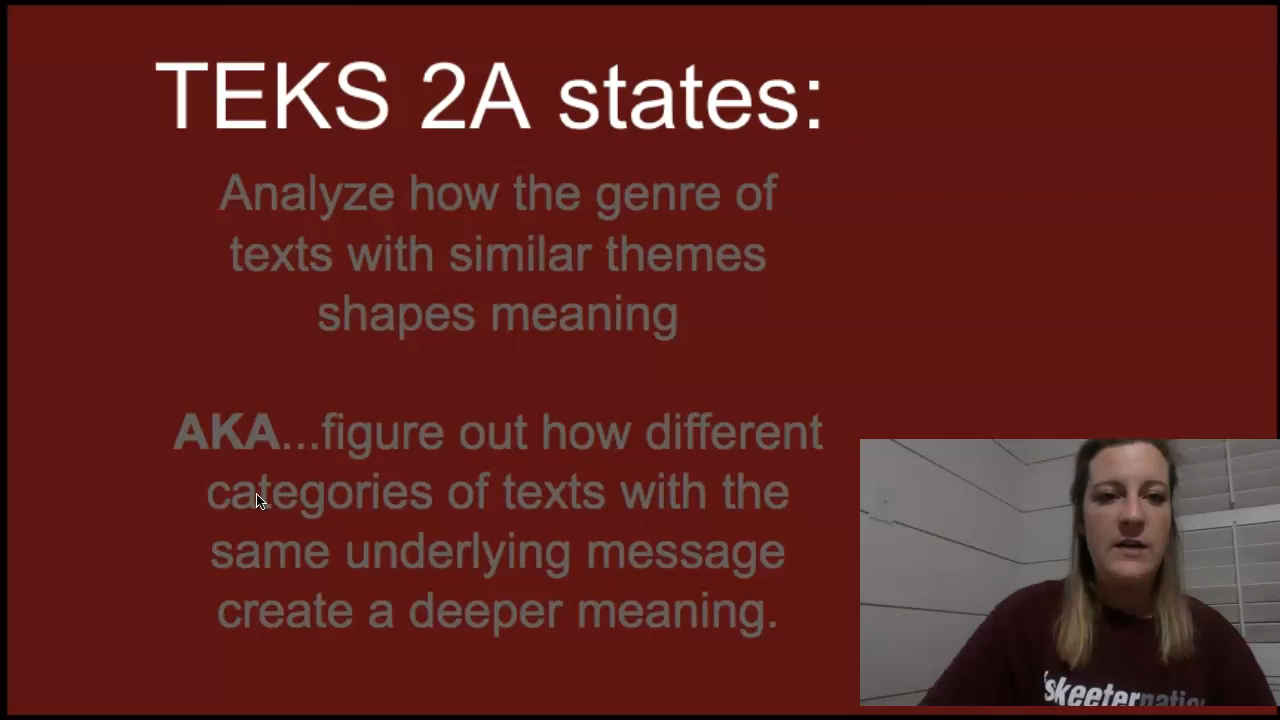 TEKS 2A states:
Analyze how the genre of
texts with similar themes
shapes meaning
AKA...figure out how different
categories of texts with the
same underlying message
create a deeper meaning.
skeeternation